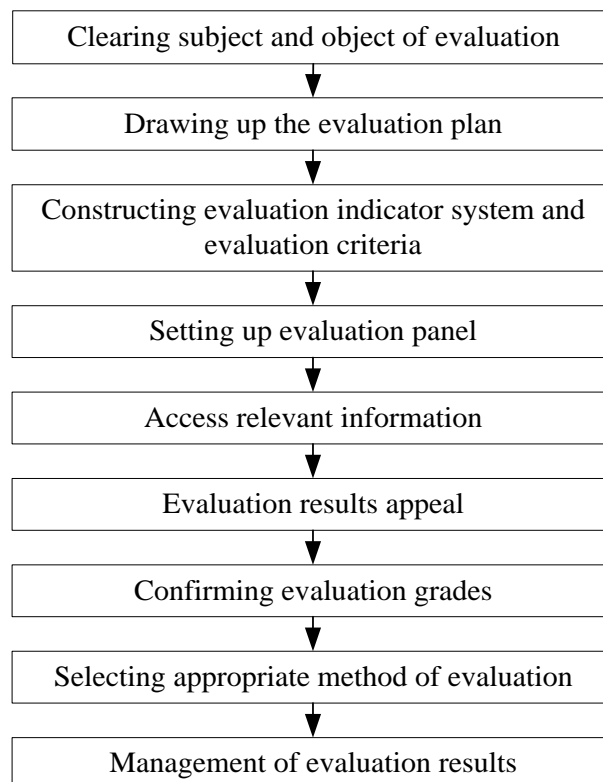 Clearing subject and object of evaluation
Drawing up the evaluation plan
Constructing evaluation indicator system and
evaluation criteria
Setting up evaluation panel
Access relevant information
Evaluation results appeal
Confirming evaluation grades
Selecting appropriate method of evaluation
Management of evaluation results